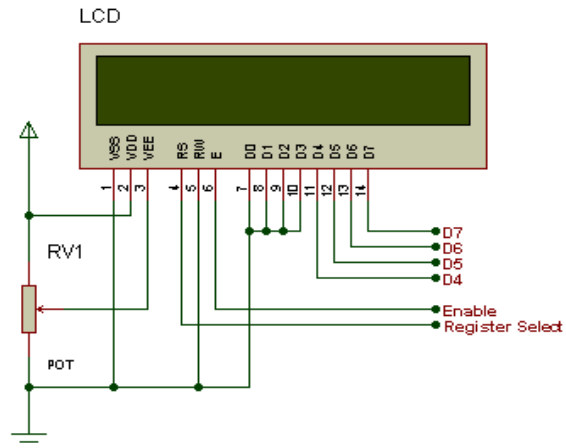 LCD
VSS VDD VEE RS RW E D0 D1 D2 D3 D4 D5 D6 D7
1 2 3 4 5 6 7 8 9 10 11 12 13 14
D7
RV1
D6
D5
D4
Enable
Register Select
POT